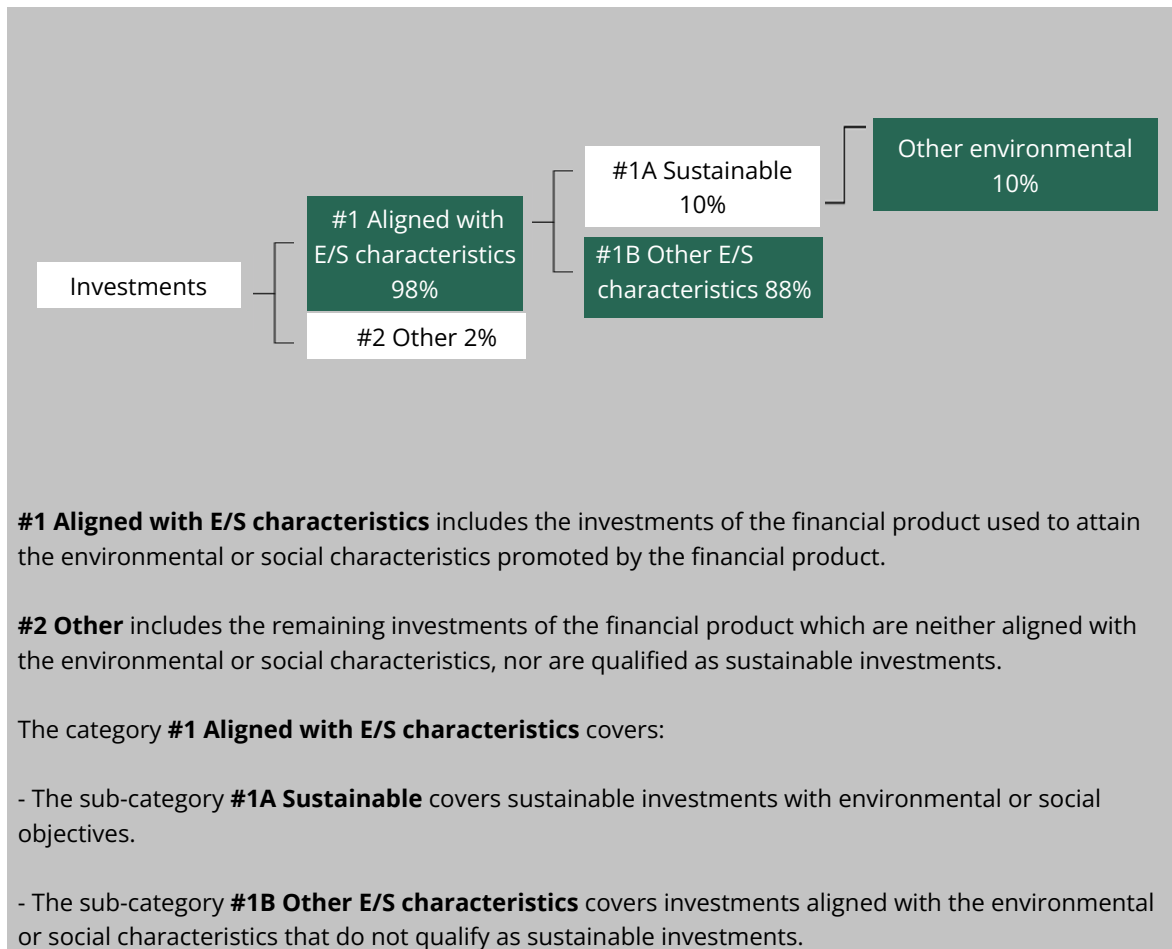 Investments
#1 Aligned with
E/S characteristics
98%
#2 Other 2%
#1A Sustainable
10%
#1B Other E/S
characteristics 88%
Other environmental
10%
#1 Aligned with E/S characteristics includes the investments of the financial product used to attain
the environmental or social characteristics promoted by the financial product.
#2 Other includes the remaining investments of the financial product which are neither aligned with
the environmental or social characteristics, nor are qualified as sustainable investments.
The category #1 Aligned with E/S characteristics covers:
- The sub-category #1A Sustainable covers sustainable investments with environmental or social
objectives.
- The sub-category #1B Other E/S characteristics covers investments aligned with the environmental
or social characteristics that do not qualify as sustainable investments.